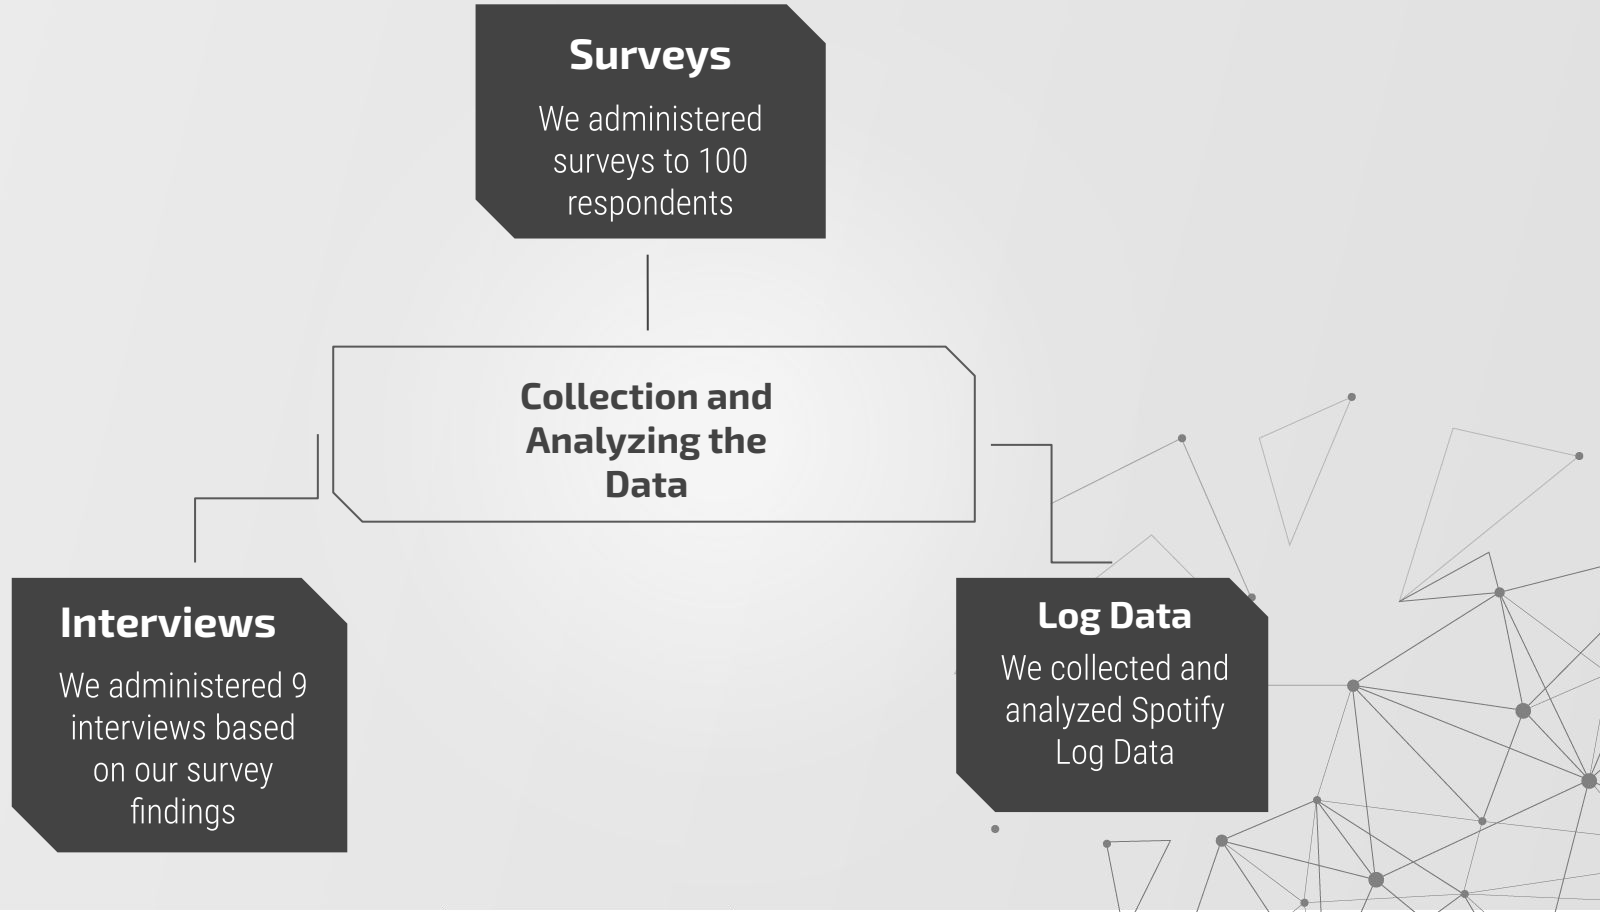 Surveys
We administered
surveys to 100
respondents
Collection and
Analyzing the
Data
Interviews
We administered 9
interviews based
on our survey
findings
Log Data
We collected and
analyzed Spotify
Log Data